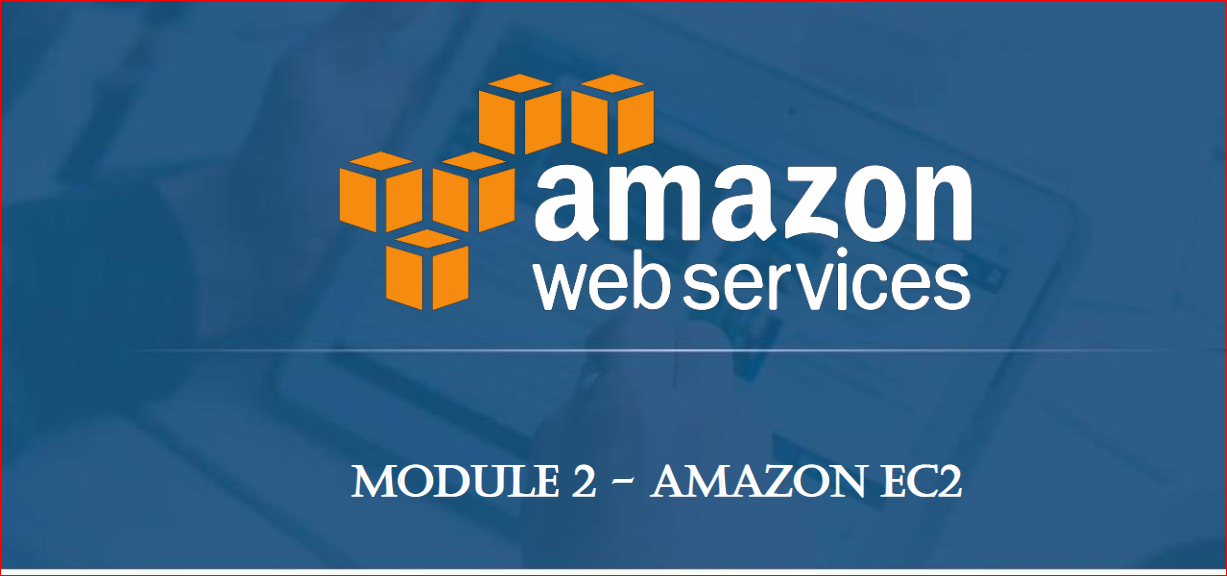 amazon
web services
MODULE 2 – AMAZON EC2